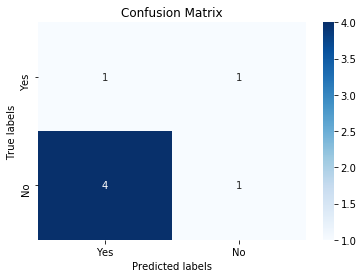 Confusion Matrix
4.0
3.5
3.0
2.5
2.0
1.5
1.0
True labels
Yes
No
1
1
4
1
Yes
No
Predicted labels